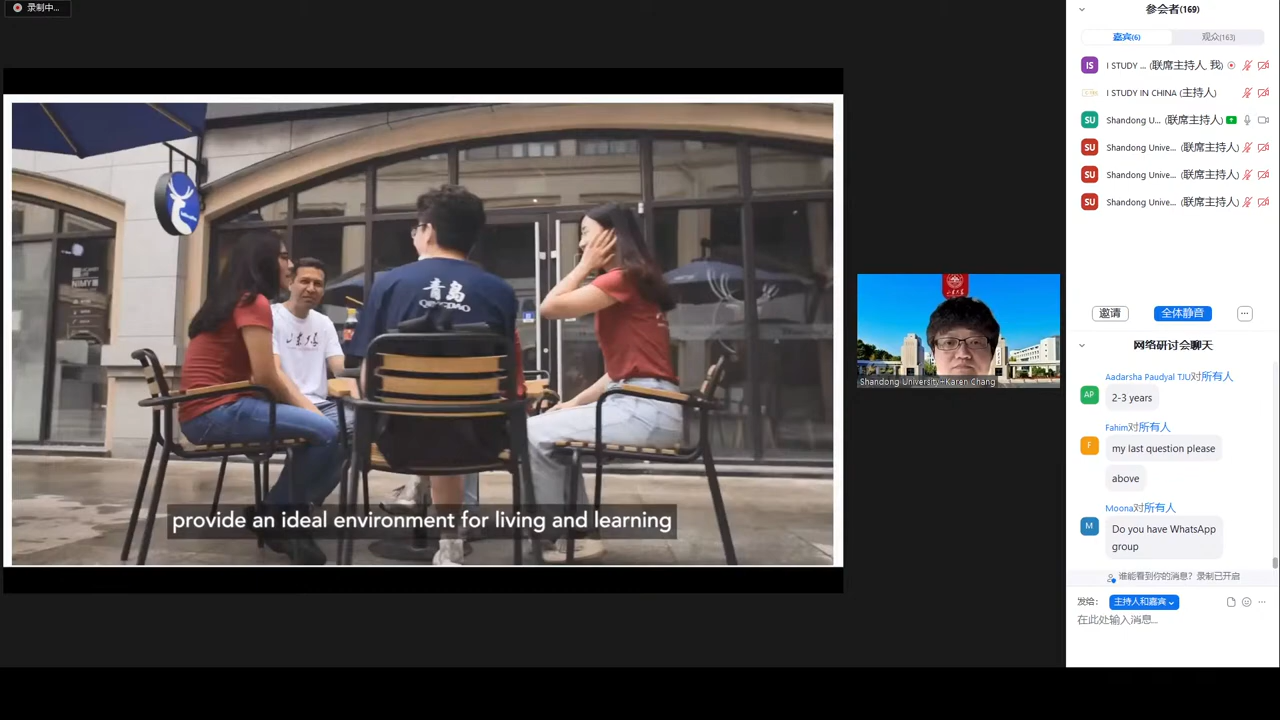 录制中...
青岛
QINGDAO
provide an ideal environment for living and learning
Shandong University+Karen Chang
参会者(169)
嘉宾(6)
观众(163)
IS
I STUDY ... (联席主持人, 我)
I STUDY IN CHINA (主持人)
SU
Shandong U... (联席主持人)
SU
Shandong Unive... (联席主持人)
SU
Shandong Unive... (联席主持人)
SU
Shandong Unive... (联席主持人)
邀请
全体静音
...
网络研讨会聊天
Aadarsha Paudyal TJU对所有人
AP
2-3 years
Fahim对所有人
F
my last question please
above
Moona对所有人
M
Do you have WhatsApp
group
谁能看到你的消息? 录制已开启
发给:
主持人和嘉宾
在此处输入消息...